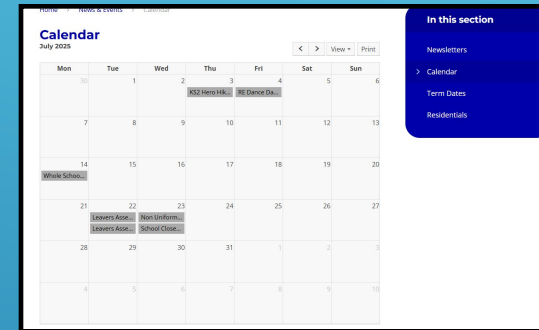 Home > News & Events > Calendar
Calendar
July 2025
< > View Print
Mon Tue Wed Thu Fri Sat Sun
30 1 2 3 4 5 6
KS2 Hero Hik... RE Dance Da...
7 8 9 10 11 12 13
14 15 16 17 18 19 20
Whole Schoo...
21 22 23 24 25 26 27
Leavers Asse... Non Uniform...
Leavers Asse... School Close...
28 29 30 31 1 2 3
4 5 6 7 8 9 10
In this section
Newsletters
> Calendar
Term Dates
Residentials